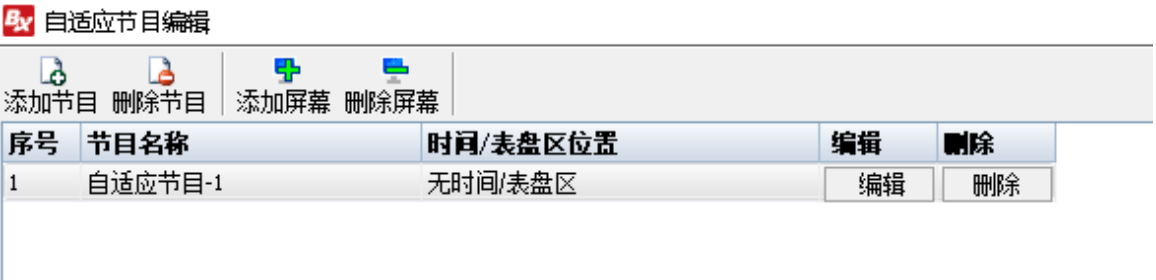 BX 自适应节目编辑
添加节目 删除节目 添加屏幕 删除屏幕
序号 节目名称 时间/表盘区位置 编辑 删除
1 自适应节目-1 无时间/表盘区 编辑 删除